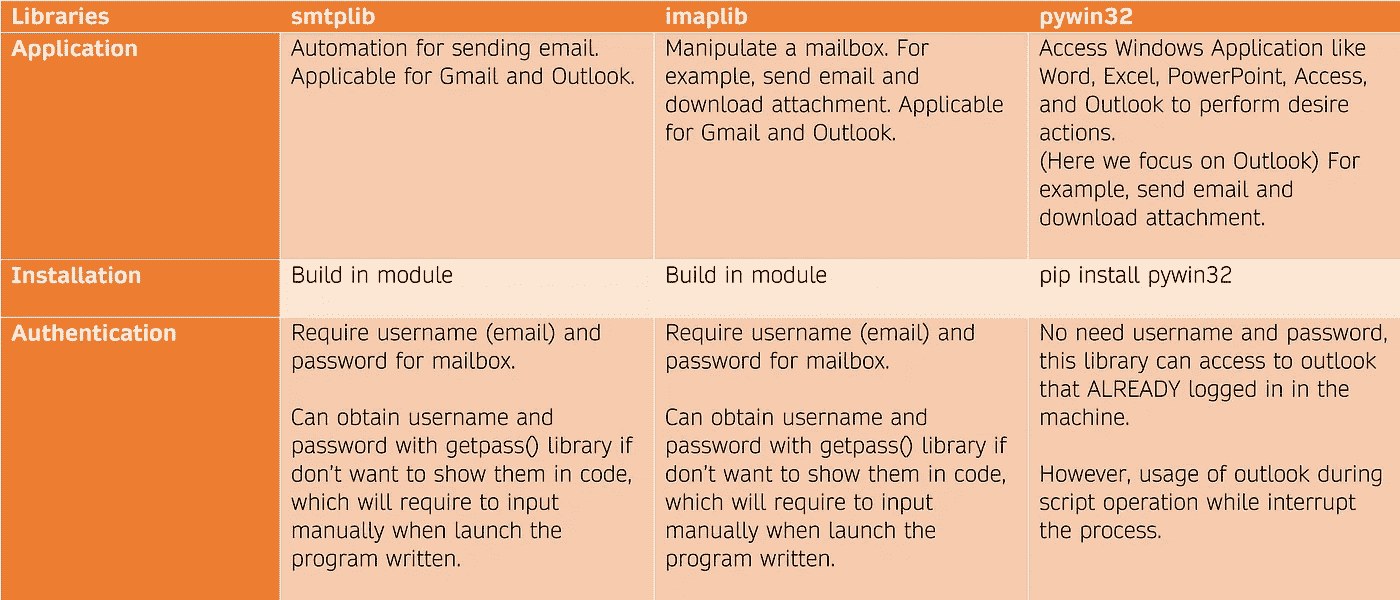 Libraries
smtplib
imaplib
pywin32
Application
Automation for sending email.
Applicable for Gmail and Outlook.
Manipulate a mailbox. For
example, send email and
download attachment. Applicable
for Gmail and Outlook.
Access Windows Application like
Word, Excel, PowerPoint, Access,
and Outlook to perform desire
actions.
(Here we focus on Outlook) For
example, send email and
download attachment.
Installation
Build in module
Build in module
pip install pywin32
Authentication
Require username (email) and
password for mailbox.
Can obtain username and
password with getpass() library if
don't want to show them in code,
which will require to input
manually when launch the
program written.
Require username (email) and
password for mailbox.
Can obtain username and
password with getpass() library if
don't want to show them in code,
which will require to input
manually when launch the
program written.
No need username and password,
this library can access to outlook
that ALREADY logged in in the
machine.
However, usage of outlook during
script operation while interrupt
the process.